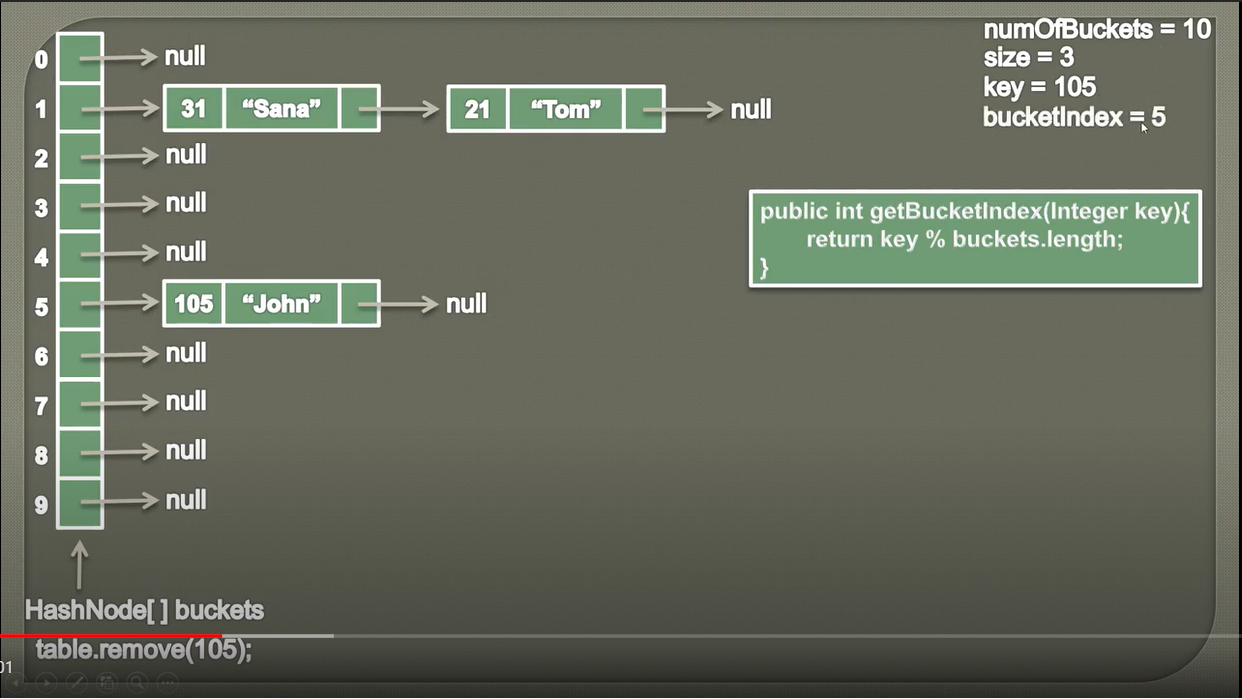 numOfBuckets = 10
size = 3
key = 105
bucketIndex = 5
0 null
1 31 “Sana” 21 “Tom” null
2 null
3 null
4 null
5 105 “John” null
6 null
7 null
8 null
9 null
public int getBucketIndex(Integer key){
return key % buckets.length;
}
HashNode[ ] buckets
table.remove(105);
01